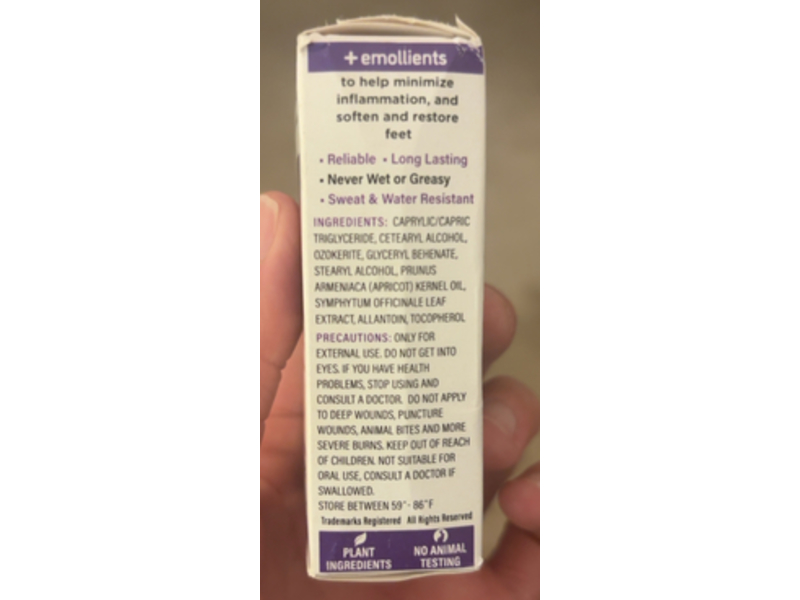 +emollients
to help minimize
inflammation, and
soften and restore
feet
• Reliable • Long Lasting
• Never Wet or Greasy
• Sweat & Water Resistant
INGREDIENTS: CAPRYLIC/CAPRIC
TRIGLYCERIDE, CETEARYL ALCOHOL,
OZOKERITE, GLYCERYL BEHENATE,
STEARYL ALCOHOL, PRUNUS
ARMENIACA (APRICOT) KERNEL OIL,
SYMPHYTUM OFFICINALE LEAF
EXTRACT, ALLANTOIN, TOCOPHEROL
PRECAUTIONS: ONLY FOR
EXTERNAL USE. DO NOT GET INTO
EYES. IF YOU HAVE HEALTH
PROBLEMS, STOP USING AND
CONSULT A DOCTOR. DO NOT APPLY
TO DEEP WOUNDS, PUNCTURE
WOUNDS, ANIMAL BITES AND MORE
SEVERE BURNS. KEEP OUT OF REACH
OF CHILDREN. NOT SUITABLE FOR
ORAL USE, CONSULT A DOCTOR IF
SWALLOWED.
STORE BETWEEN 59°- 86°F
Trademarks Registered All Rights Reserved
PLANT
INGREDIENTS
NO ANIMAL
TESTING